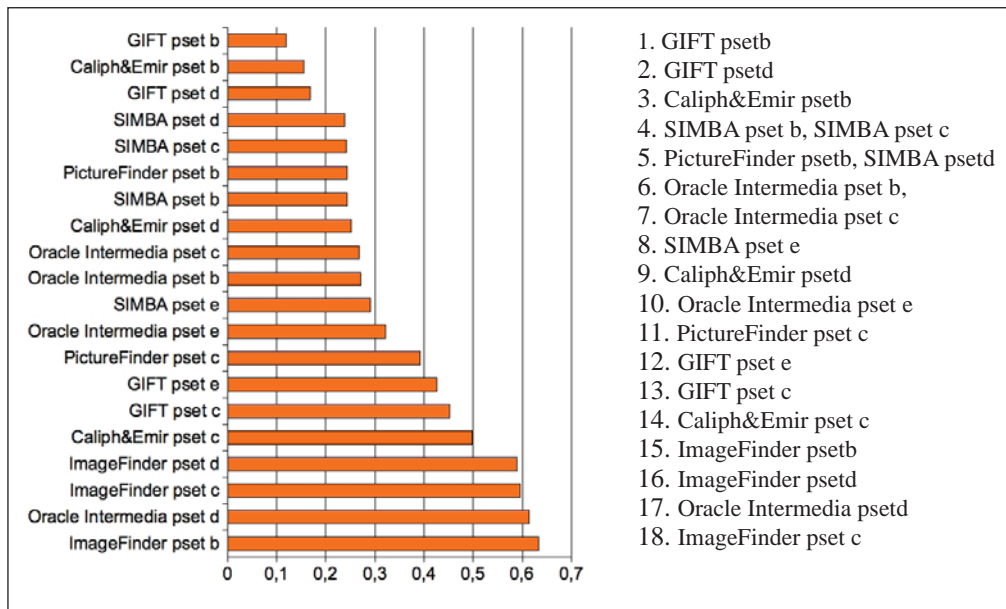 GIFT pset b
Caliph&Emir pset b
GIFT pset d
SIMBA pset d
SIMBA pset c
PictureFinder pset b
SIMBA pset b
Caliph&Emir pset d
Oracle Intermedia pset c
Oracle Intermedia pset b
SIMBA pset e
Oracle Intermedia pset e
PictureFinder pset c
GIFT pset e
GIFT pset c
Caliph&Emir pset c
ImageFinder pset d
ImageFinder pset c
Oracle Intermedia pset d
ImageFinder pset b
0 0,1 0,2 0,3 0,4 0,5 0,6 0,7
1. GIFT psetb
2. GIFT psetd
3. Caliph&Emir psetb
4. SIMBA pset b, SIMBA pset c
5. PictureFinder psetb, SIMBA psetd
6. Oracle Intermedia pset b,
7. Oracle Intermedia pset c
8. SIMBA pset e
9. Caliph&Emir psetd
10. Oracle Intermedia pset e
11. PictureFinder pset c
12. GIFT pset e
13. GIFT pset c
14. Caliph&Emir pset c
15. ImageFinder psetb
16. ImageFinder psetd
17. Oracle Intermedia psetd
18. ImageFinder pset c